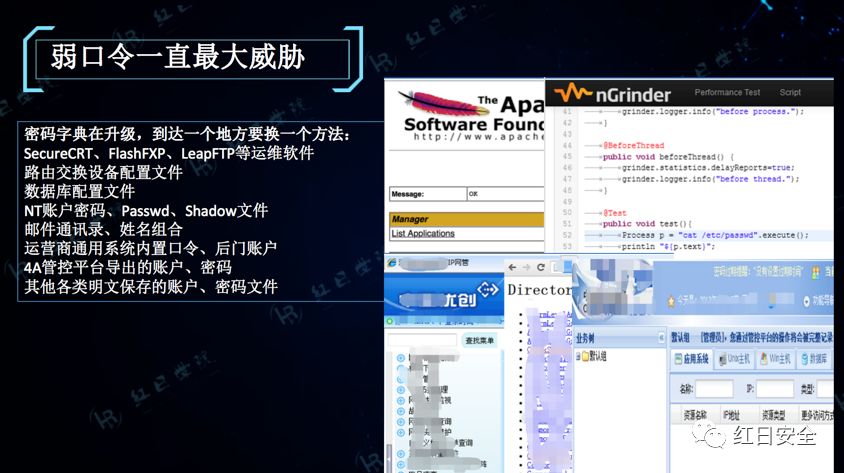 弱口令一直最大威胁
密码字典在升级，到达一个地方要换一个方法：
SecureCRT、FlashFXP、LeapFTP等运维软件
路由交换设备配置文件
数据库配置文件
NT账户密码、Passwd、Shadow文件
邮件通讯录、姓名组合
运营商通用系统内置口令、后门账户
4A管控平台导出的账户、密码
其他各类明文保存的账户、密码文件
The Apa
Software Found
http://www.apache
Message:
OK
Manager
List Applications
nGrinder
Performance Test
Script
41
grinder.logger.info("before process.");
42
}
43
44
@BeforeThread
45
public void beforeThread() {
46
grinder.statistics.delayReports=true;
47
grinder.logger.info("before thread.");
48
}
49
50
@Test
51
public void test(){
52
Process p = "cat /etc/passwd".execute();
53
println "${p.text}";
IP网管
优创
查找菜单
Director
业务树
默认组
应用系统
Unix主机
Win主机
数据库
名称:
IP:
类型:
资源名称
IP地址
资源类型
更多访问方式
红日安全